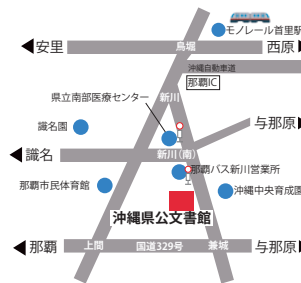 モノレール首里駅
◀安里
鳥堀
西原▶
沖縄自動車道
那覇IC
新川
県立南部医療センター
識名園
与那原▶
◀識名
新川(南)
那覇バス新川営業所
那覇市民体育館
沖縄中央育成園
沖縄県公文書館
◀那覇
上間
国道329号
兼城
与那原▶